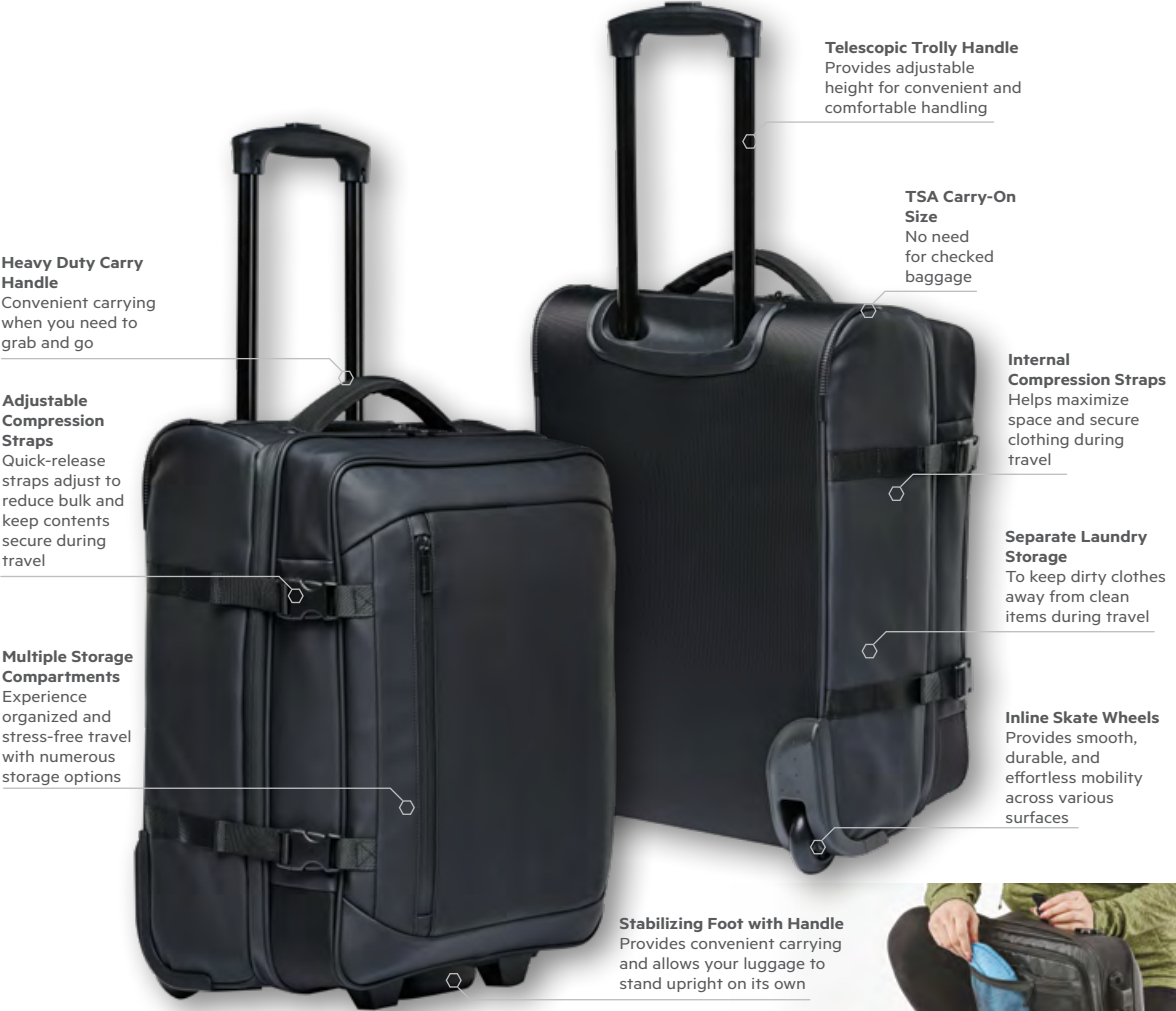 Telescopic Trolly Handle
Provides adjustable
height for convenient and
comfortable handling
TSA Carry-On
Size
No need
for checked
baggage
Heavy Duty Carry
Handle
Convenient carrying
when you need to
grab and go
Internal
Compression Straps
Helps maximize
space and secure
clothing during
travel
Adjustable
Compression
Straps
Quick-release
straps adjust to
reduce bulk and
keep contents
secure during
travel
Separate Laundry
Storage
To keep dirty clothes
away from clean
items during travel
Multiple Storage
Compartments
Experience
organized and
stress-free travel
with numerous
storage options
Inline Skate Wheels
Provides smooth,
durable, and
effortless mobility
across various
surfaces
Stabilizing Foot with Handle
Provides convenient carrying
and allows your luggage to
stand upright on its own